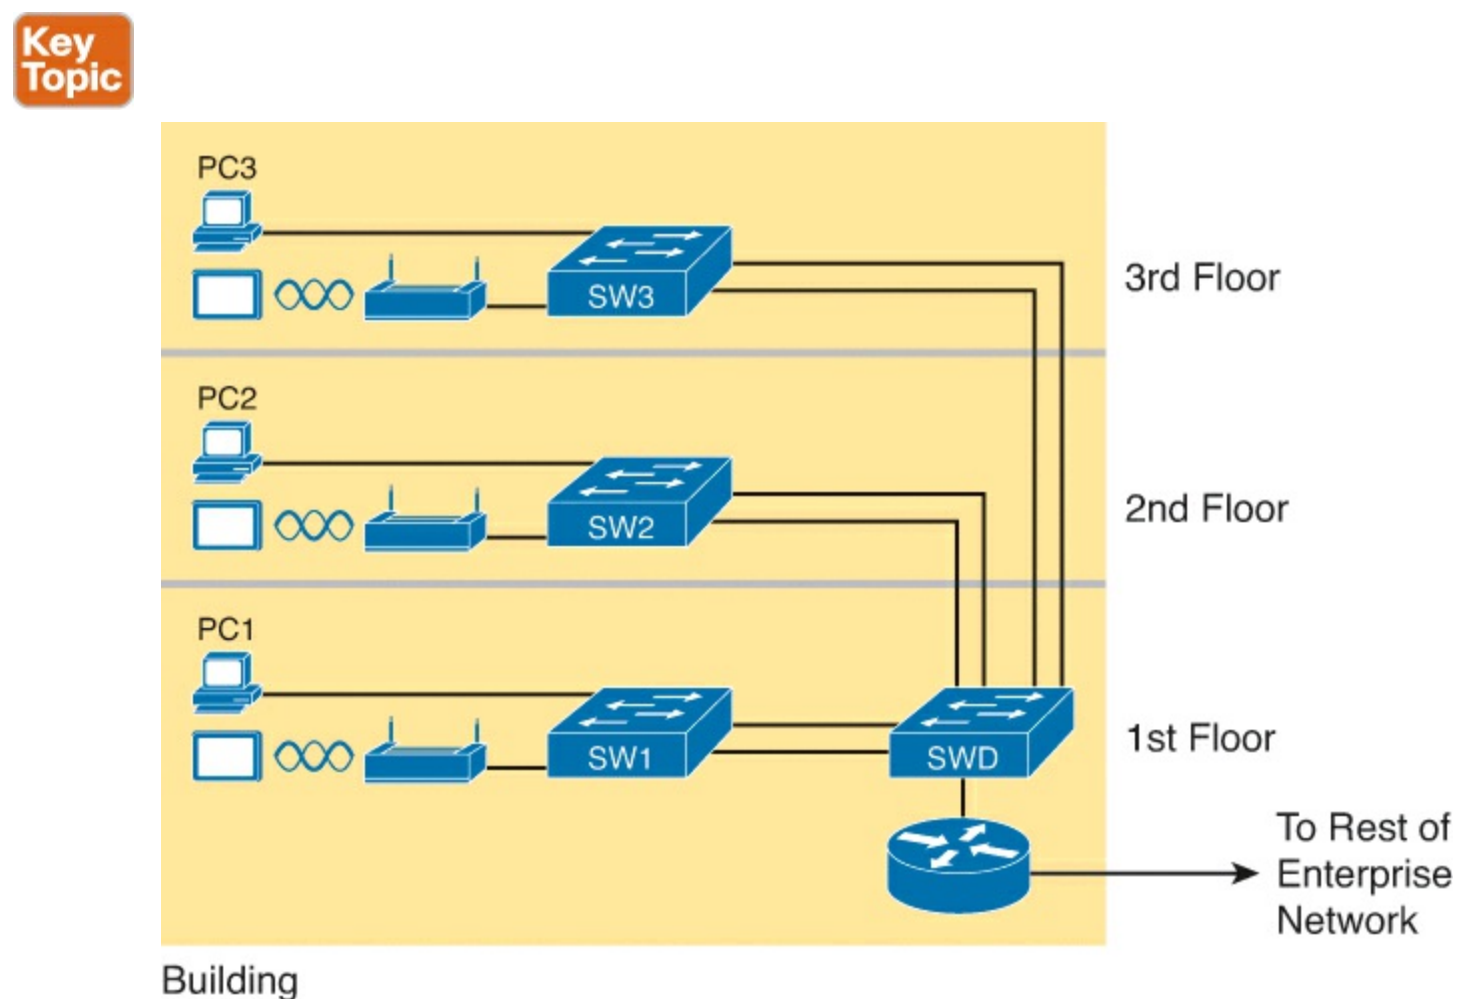 Key
Topic
PC3
SW3
3rd Floor
PC2
SW2
2nd Floor
PC1
SW1
SWD
1st Floor
To Rest of
Enterprise
Network
Building